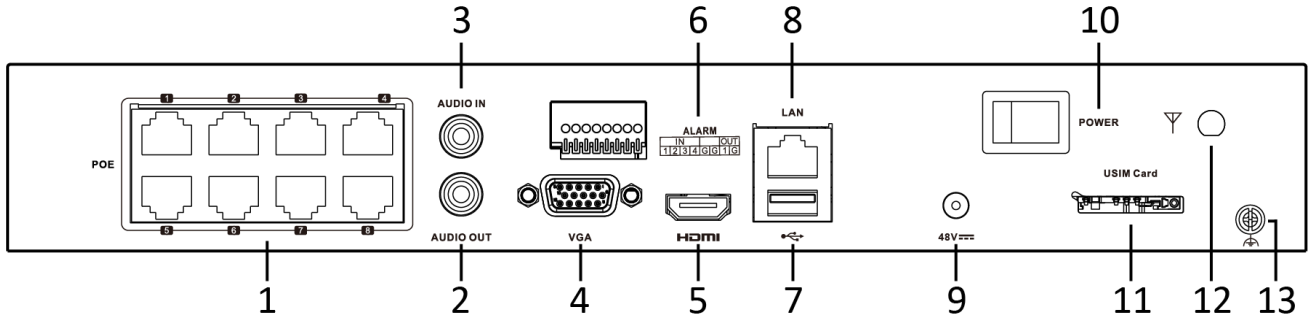 3 6 8 10
1 2 3 4
AUDIO IN
LAN
ALARM
IN OUT
1 2 3 4 G G 1 G
POWER
POE
USIM Card
5 6 7 8
AUDIO OUT
VGA
HDMI
48V
1 2 4 5 7 9 11 12 13